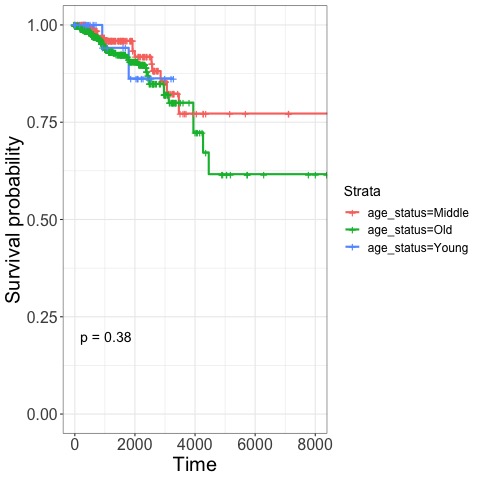 1.00
0.75
0.50
0.25
0.00
Survival probability
p = 0.38
0 2000 4000 6000 8000
Time
Strata
age_status=Middle
age_status=Old
age_status=Young